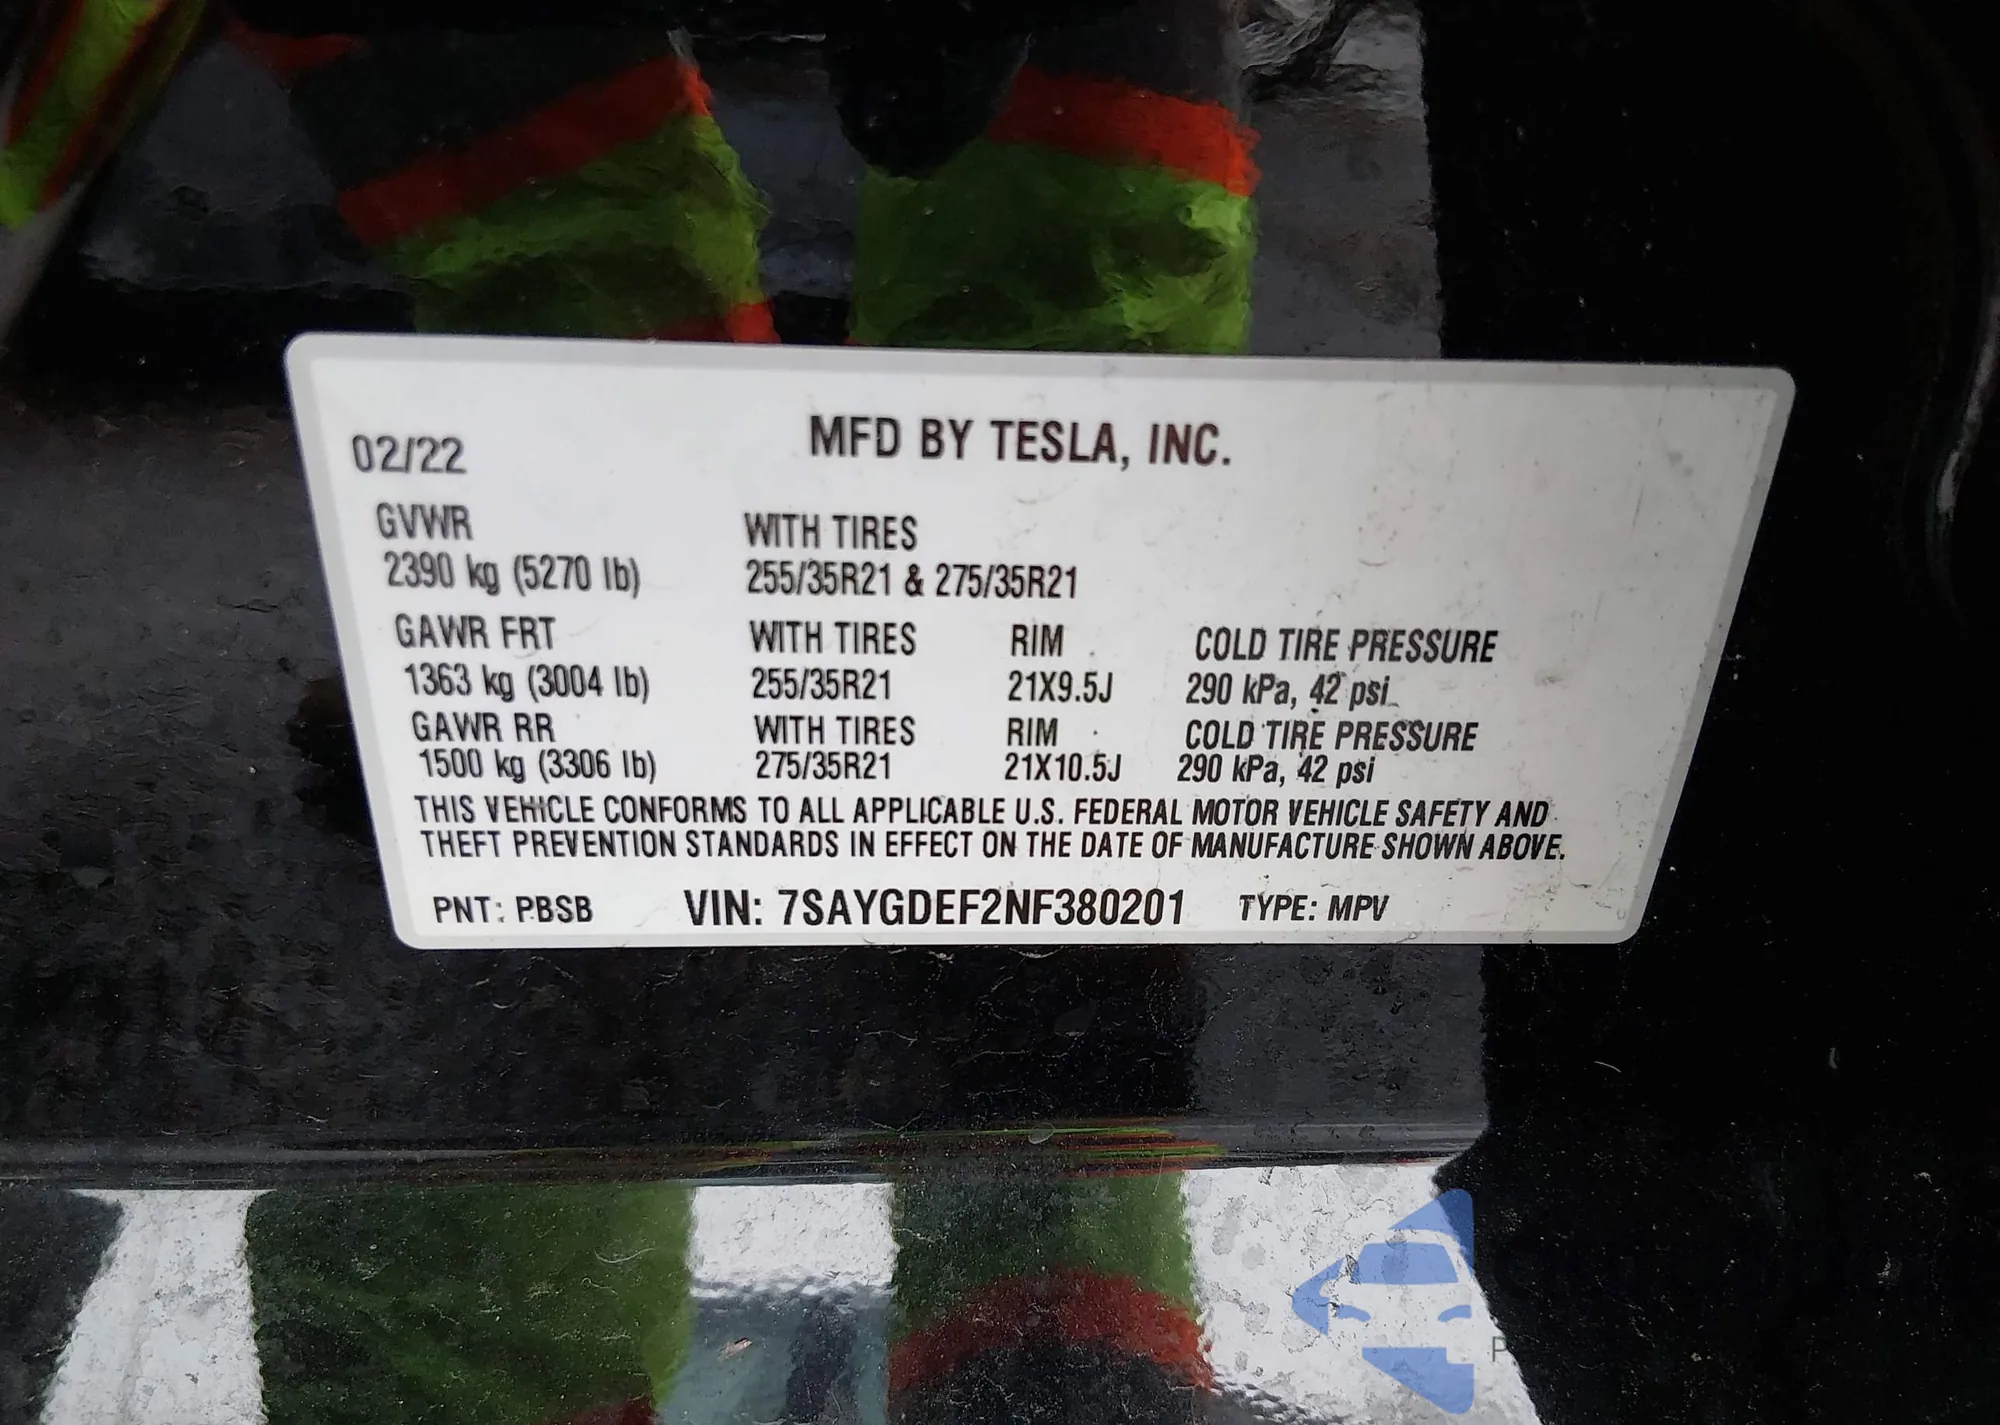 02/22 MFD BY TESLA, INC.
GVWR WITH TIRES
2390 kg (5270 lb) 255/35R21 & 275/35R21
GAWR FRT WITH TIRES RIM COLD TIRE PRESSURE
1363 kg (3004 lb) 255/35R21 21X9.5J 290 kPa, 42 psi
GAWR RR WITH TIRES RIM COLD TIRE PRESSURE
1500 kg (3306 lb) 275/35R21 21X10.5J 290 kPa, 42 psi
THIS VEHICLE CONFORMS TO ALL APPLICABLE U.S. FEDERAL MOTOR VEHICLE SAFETY AND
THEFT PREVENTION STANDARDS IN EFFECT ON THE DATE OF MANUFACTURE SHOWN ABOVE.
PNT: PBSB VIN: 7SAYGDEF2NF380201 TYPE: MPV